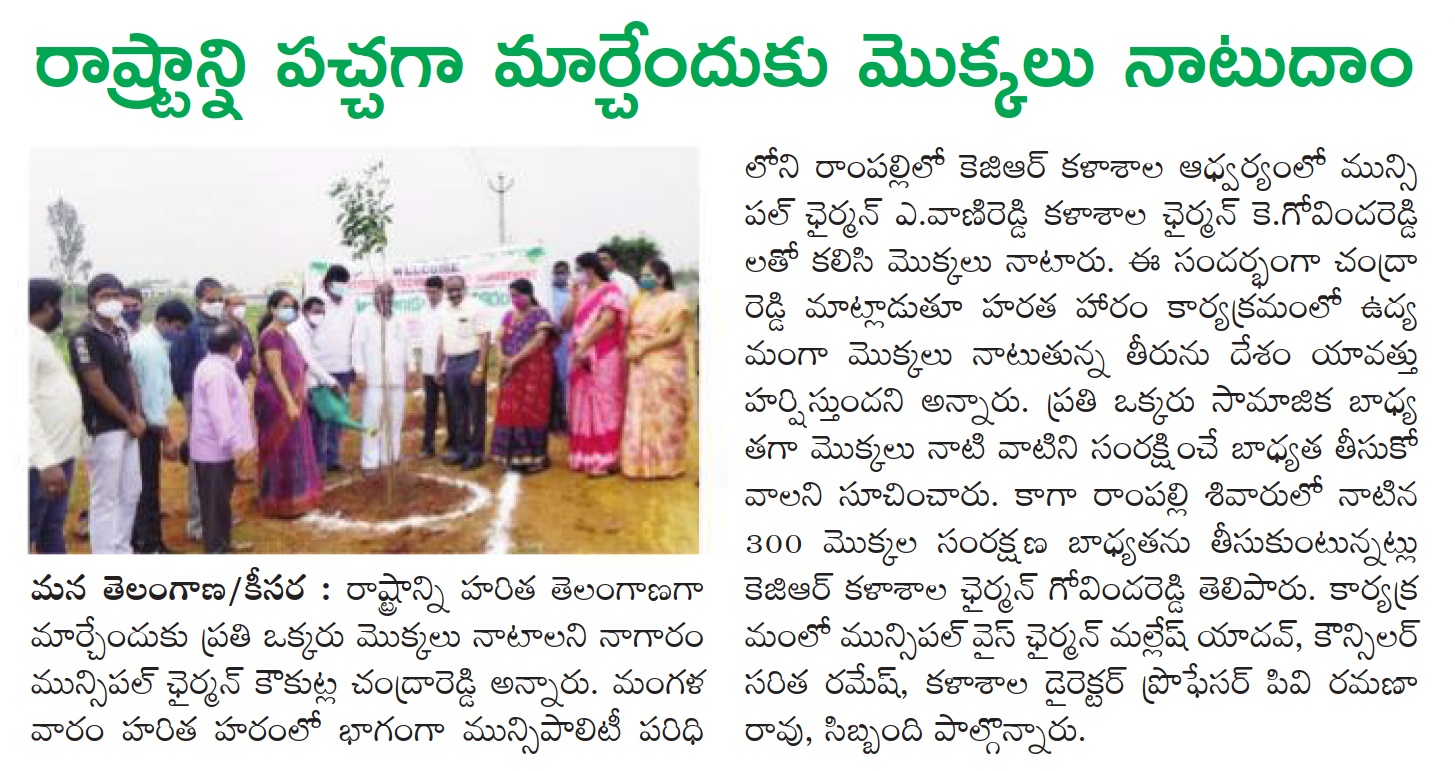 రాష్ట్రాన్ని పచ్చగా మార్చేందుకు మొక్కలు నాటుదాం
WELCOME
మన తెలంగాణ/కీసర : రాష్ట్రాన్ని హరిత తెలంగాణగా
మార్చేందుకు ప్రతి ఒక్కరు మొక్కలు నాటాలని నాగారం
మున్సిపల్ ఛైర్మన్ కౌకుట్ల చంద్రారెడ్డి అన్నారు. మంగళ
వారం హరిత హరంలో భాగంగా మున్సిపాలిటీ పరిధి
లోని రాంపల్లిలో కెజిఆర్ కళాశాల ఆధ్వర్యంలో మున్సి
పల్ ఛైర్మన్ ఎ.వాణిరెడ్డి కళాశాల ఛైర్మన్ కె.గోవిందరెడ్డి
లతో కలిసి మొక్కలు నాటారు. ఈ సందర్భంగా చంద్రా
రెడ్డి మాట్లాడుతూ హరత హారం కార్యక్రమంలో ఉద్య
మంగా మొక్కలు నాటుతున్న తీరును దేశం యావత్తు
హర్షిస్తుందని అన్నారు. ప్రతి ఒక్కరు సామాజిక బాధ్య
తగా మొక్కలు నాటి వాటిని సంరక్షించే బాధ్యత తీసుకో
వాలని సూచించారు. కాగా రాంపల్లి శివారులో నాటిన
300 మొక్కల సంరక్షణ బాధ్యతను తీసుకుంటున్నట్లు
కెజిఆర్ కళాశాల ఛైర్మన్ గోవిందరెడ్డి తెలిపారు. కార్యక్ర
మంలో మున్సిపల్ వైస్ ఛైర్మన్ మల్లేష్ యాదవ్, కౌన్సిలర్
సరిత రమేష్, కళాశాల డైరెక్టర్ ప్రొఫేసర్ పివి రమణా
రావు, సిబ్బంది పాల్గొన్నారు.